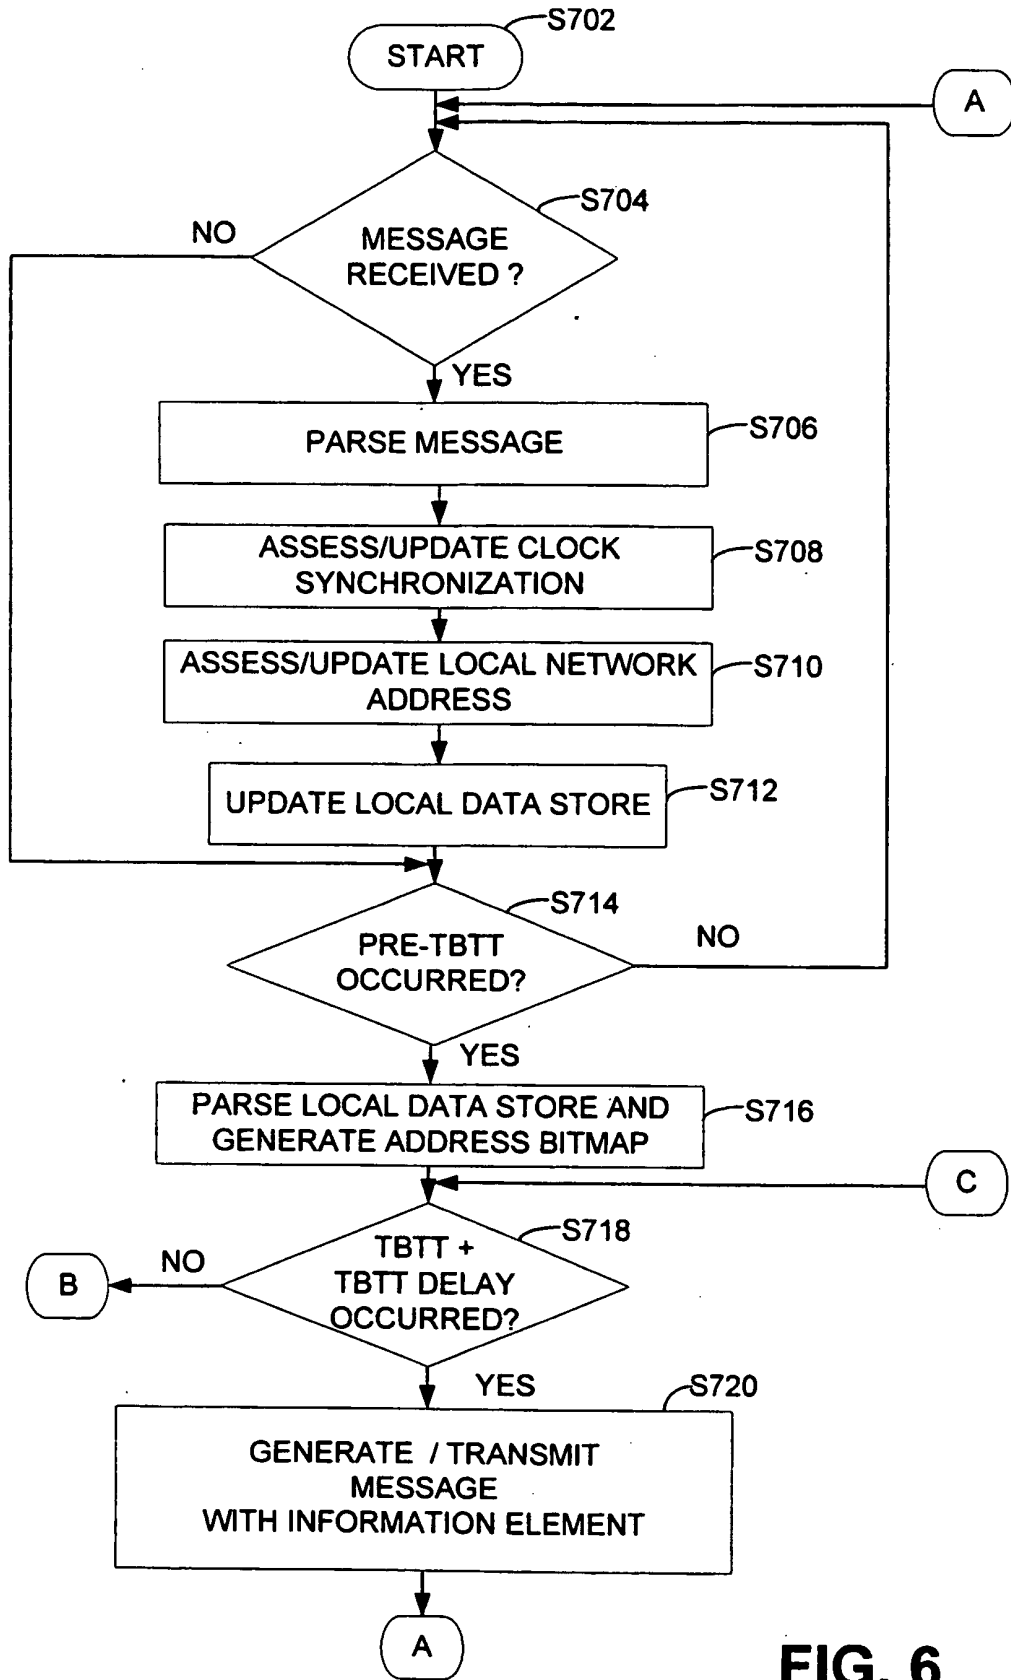 S702
START
A
S704
NO
MESSAGE
RECEIVED ?
YES
PARSE MESSAGE
S706
ASSESS/UPDATE CLOCK
SYNCHRONIZATION
S708
ASSESS/UPDATE LOCAL NETWORK
ADDRESS
S710
UPDATE LOCAL DATA STORE
S712
S714
PRE-TBTT
OCCURRED?
NO
YES
PARSE LOCAL DATA STORE AND
GENERATE ADDRESS BITMAP
S716
C
S718
TBTT +
TBTT DELAY
OCCURRED?
NO
B
YES
S720
GENERATE / TRANSMIT
MESSAGE
WITH INFORMATION ELEMENT
A
FIG. 6